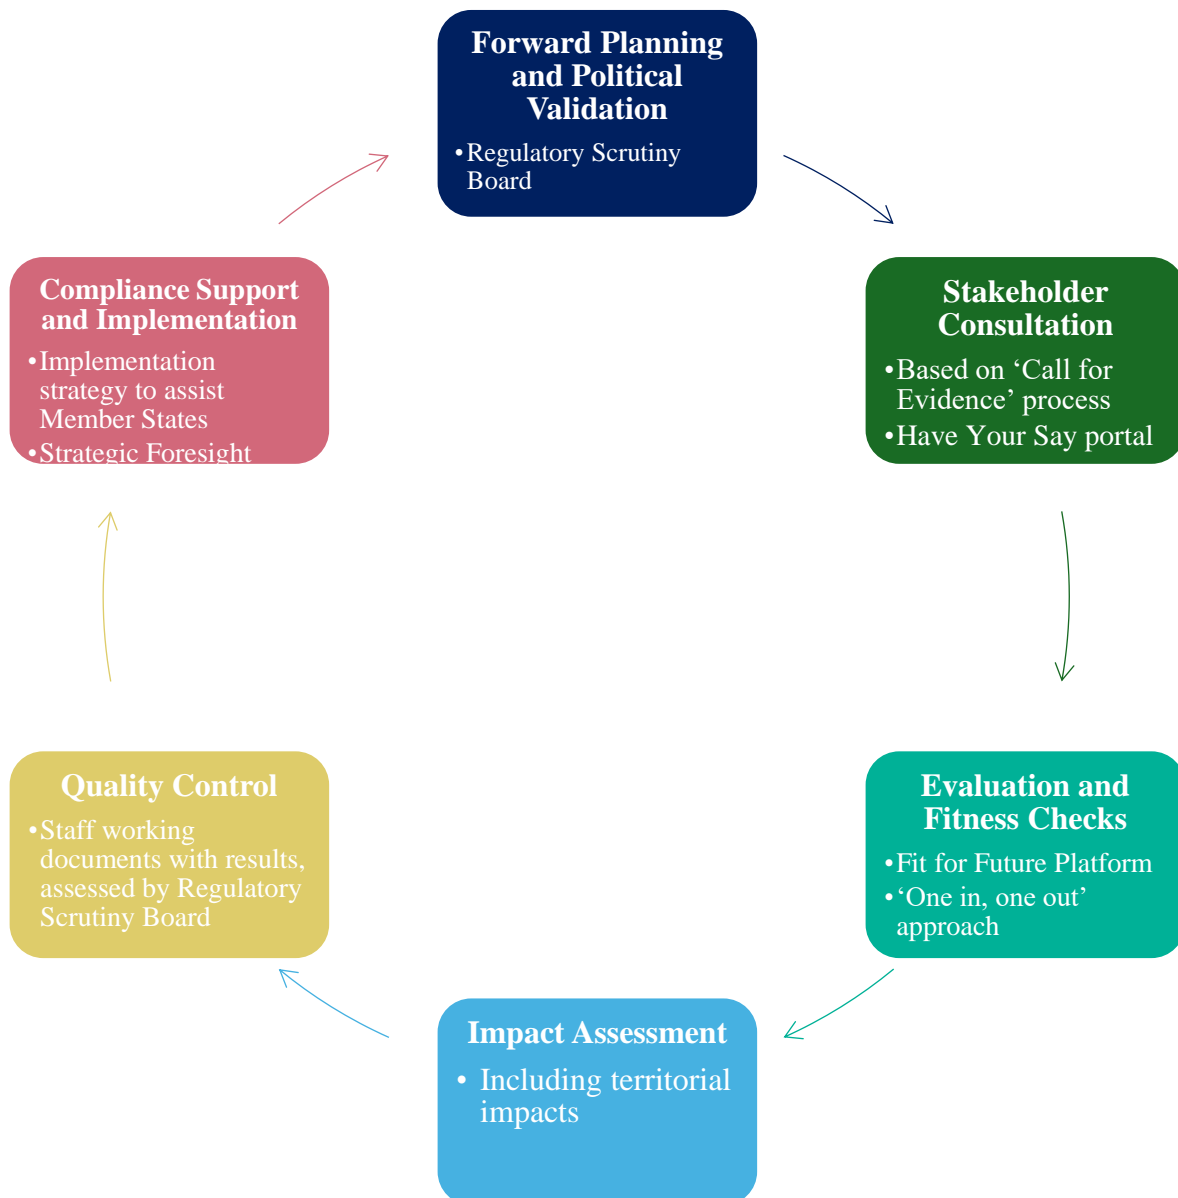 Forward Planning
and Political
Validation
•Regulatory Scrutiny
Board
Stakeholder
Consultation
•Based on ‘Call for
Evidence’ process
•Have Your Say portal
Evaluation and
Fitness Checks
•Fit for Future Platform
•‘One in, one out’
approach
Impact Assessment
• Including territorial
impacts
Quality Control
•Staff working
documents with results,
assessed by Regulatory
Scrutiny Board
Compliance Support
and Implementation
•Implementation
strategy to assist
Member States
•Strategic Foresight